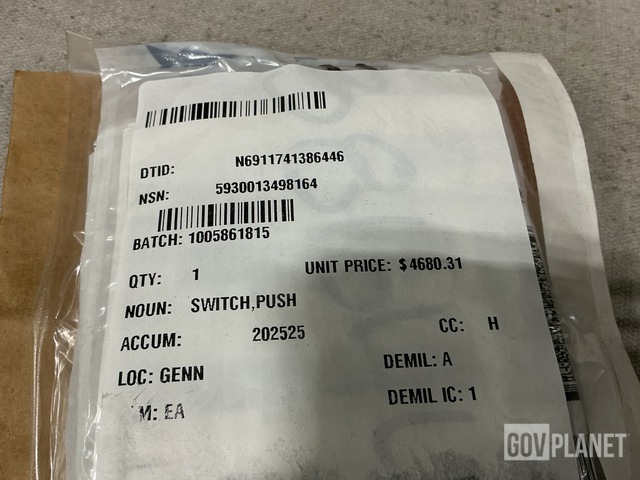 DTID: N6911741386446
NSN: 5930013498164
BATCH: 1005861815
QTY: 1 UNIT PRICE: $4680.31
NOUN: SWITCH,PUSH
ACCUM: 202525 CC: H
LOC: GENN DEMIL: A
M: EA DEMIL IC: 1
GOVPLANET